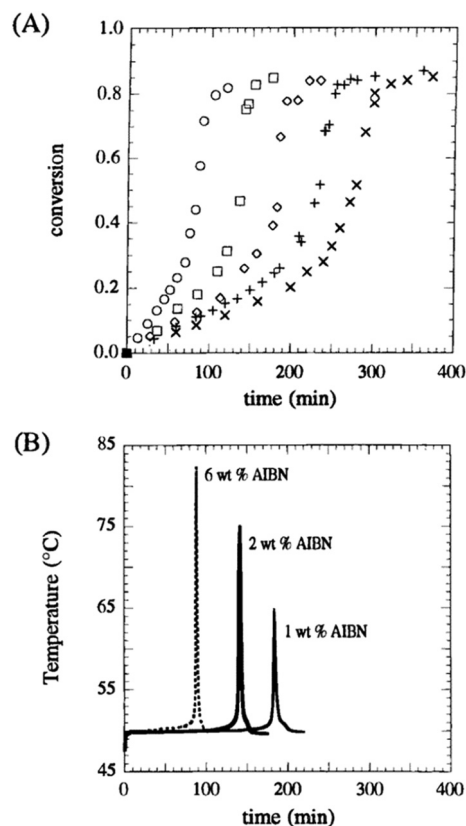 (A)
1.0
0.8
0.6
0.4
0.2
0.0
conversion
0
100
200
300
400
time (min)
(B)
85
75
65
55
45
Temperature (°C)
6 wt % AIBN
2 wt % AIBN
1 wt % AIBN
0
100
200
300
400
time (min)